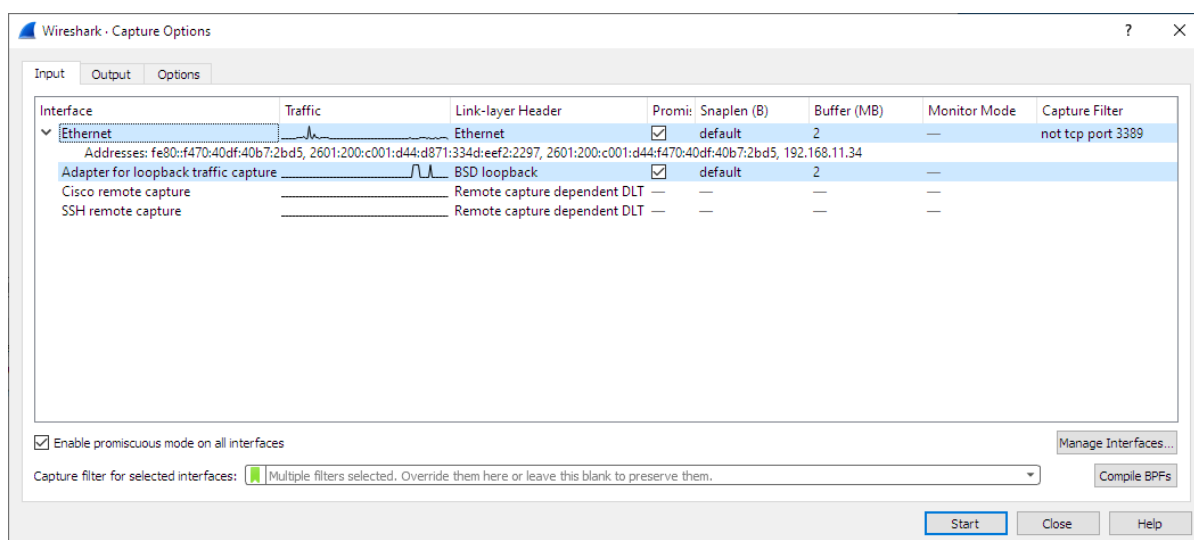 Wireshark · Capture Options ? ×
Input Output Options
Interface Traffic Link-layer Header Promi: Snaplen (B) Buffer (MB) Monitor Mode Capture Filter
Ethernet Ethernet default 2 — not tcp port 3389
Addresses: fe80::f470:40df:40b7:2bd5, 2601:200:c001:d44:d871:334d:eef2:2297, 2601:200:c001:d44:f470:40df:40b7:2bd5, 192.168.11.34
Adapter for loopback traffic capture BSD loopback default 2 —
Cisco remote capture Remote capture dependent DLT — — — —
SSH remote capture Remote capture dependent DLT — — — —
Enable promiscuous mode on all interfaces Manage Interfaces...
Capture filter for selected interfaces: Multiple filters selected. Override them here or leave this blank to preserve them. Compile BPFs
Start Close Help